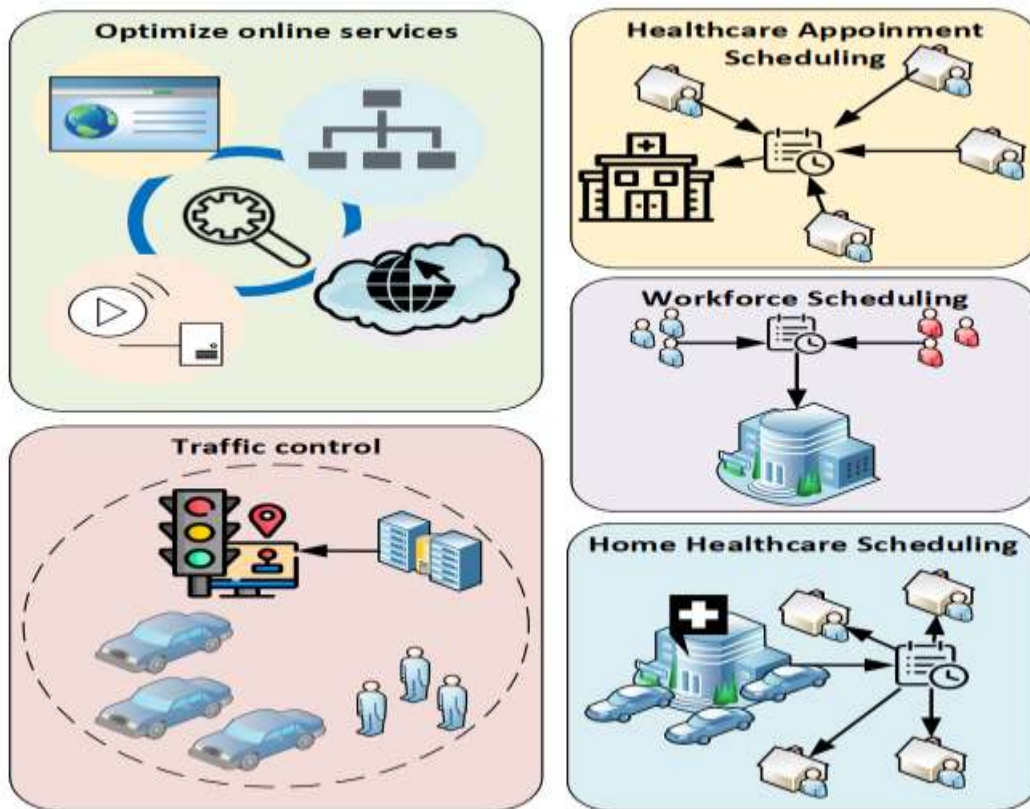 Optimize online services
Healthcare Appoinment
Scheduling
Workforce Scheduling
Traffic control
Home Healthcare Scheduling